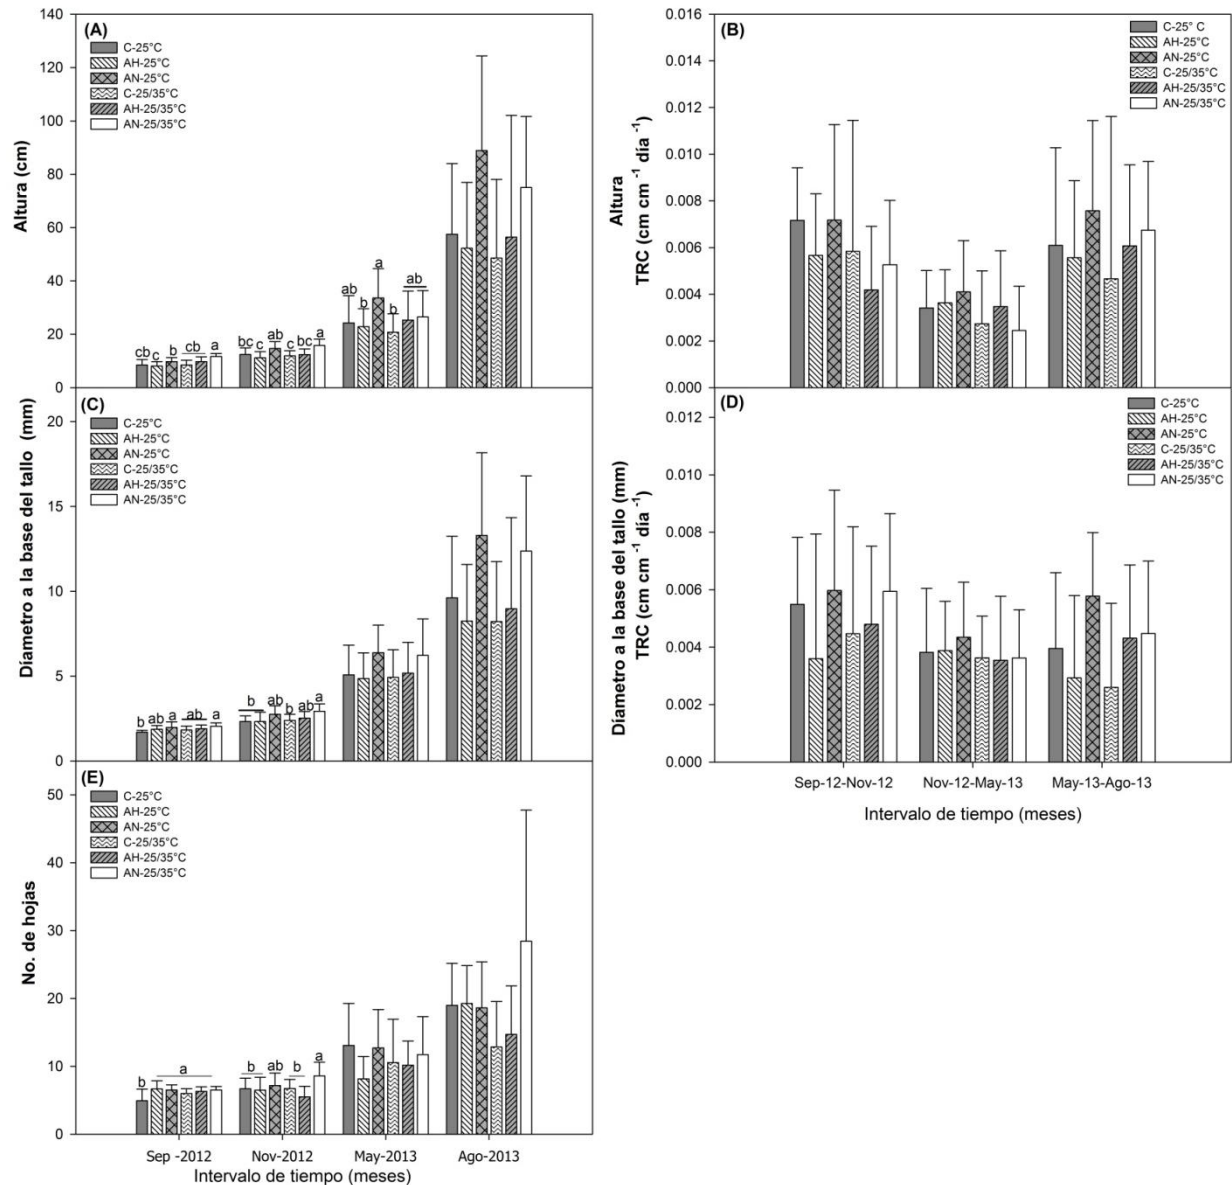 (A)
Altura (cm)
140
120
100
80
60
40
20
0
C-25°C
AH-25°C
AN-25°C
C-25/35°C
AH-25/35°C
AN-25/35°C
cb c b cb a
bc c ab c bc a
ab b a b ab
(B)
Altura
TRC (cm cm -1 día -1)
0.016
0.014
0.012
0.010
0.008
0.006
0.004
0.002
0.000
C-25° C
AH-25°C
AN-25°C
C-25/35°C
AH-25/35°C
AN-25/35°C
(C)
Díametro a la base del tallo (mm)
20
15
10
5
0
C-25°C
AH-25°C
AN-25°C
C-25/35°C
AH-25/35°C
AN-25/35°C
b ab a ab a
b ab b ab a
(D)
Díametro a la base del tallo (mm)
TRC (cm cm -1 día -1)
0.012
0.010
0.008
0.006
0.004
0.002
0.000
C-25°C
AH-25°C
AN-25°C
C-25/35°C
AH-25/35°C
AN-25/35°C
Sep-12-Nov-12 Nov-12-May-13 May-13-Ago-13
Intervalo de tiempo (meses)
(E)
No. de hojas
50
40
30
20
10
0
C-25°C
AH-25°C
AN-25°C
C-25/35°C
AH-25/35°C
AN-25/35°C
b a
b ab b a
Sep -2012 Nov-2012 May-2013 Ago-2013
Intervalo de tiempo (meses)